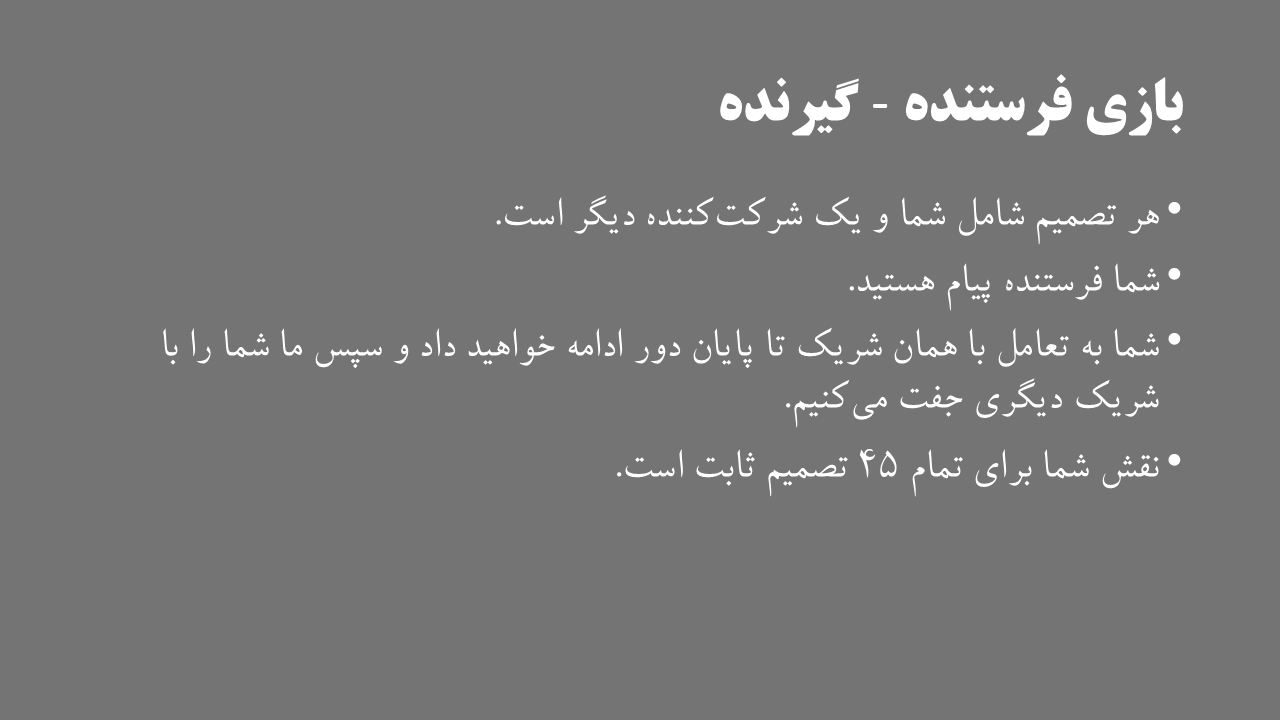 بازی فرستنده - گیرنده
• هر تصمیم شامل شما و یک شرکت‌کننده دیگر است.
• شما فرستنده پیام هستید.
• شما به تعامل با همان شریک تا پایان دور ادامه خواهید داد و سپس ما شما را با
شریک دیگری جفت می‌کنیم.
• نقش شما برای تمام ۴۵ تصمیم ثابت است.